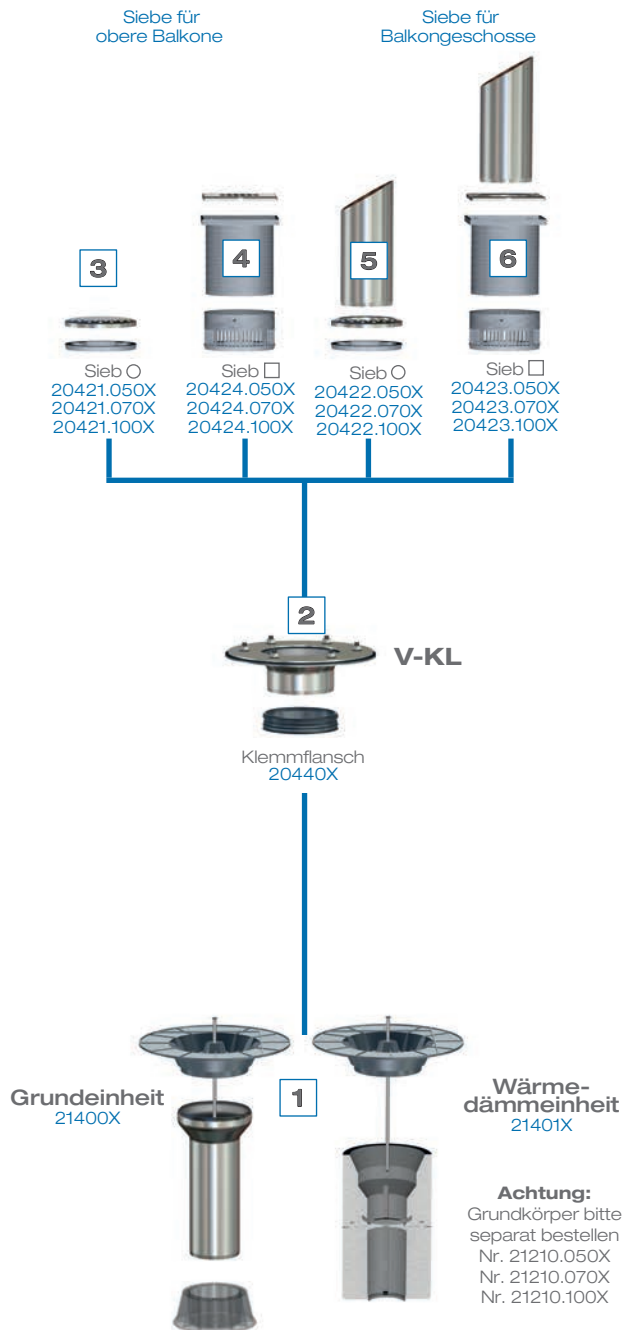 Siebe für
obere Balkone
Siebe für
Balkongeschosse
3
4
5
6
Sieb
20421.050X
20421.070X
20421.100X
Sieb
20424.050X
20424.070X
20424.100X
Sieb
20422.050X
20422.070X
20422.100X
Sieb
20423.050X
20423.070X
20423.100X
2
V-KL
Klemmflansch
20440X
1
Grundeinheit
21400X
Wärme-
dämmeinheit
21401X
Achtung:
Grundkörper bitte
separat bestellen
Nr. 21210.050X
Nr. 21210.070X
Nr. 21210.100X